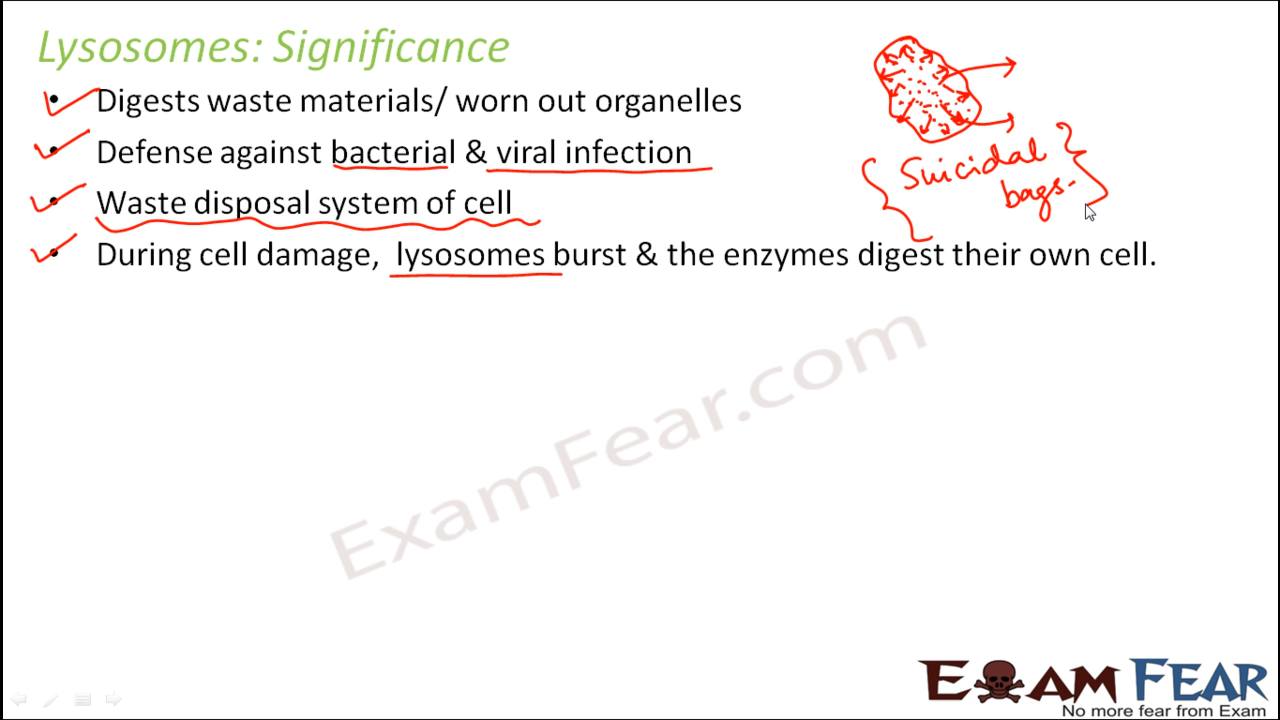 Lysosomes: Significance
• Digests waste materials/ worn out organelles
• Defense against bacterial & viral infection
• Waste disposal system of cell
• During cell damage, lysosomes burst & the enzymes digest their own cell.
{ Suicidal }
bags. }
ExamFear.com
EXAM FEAR
No more fear from Exam